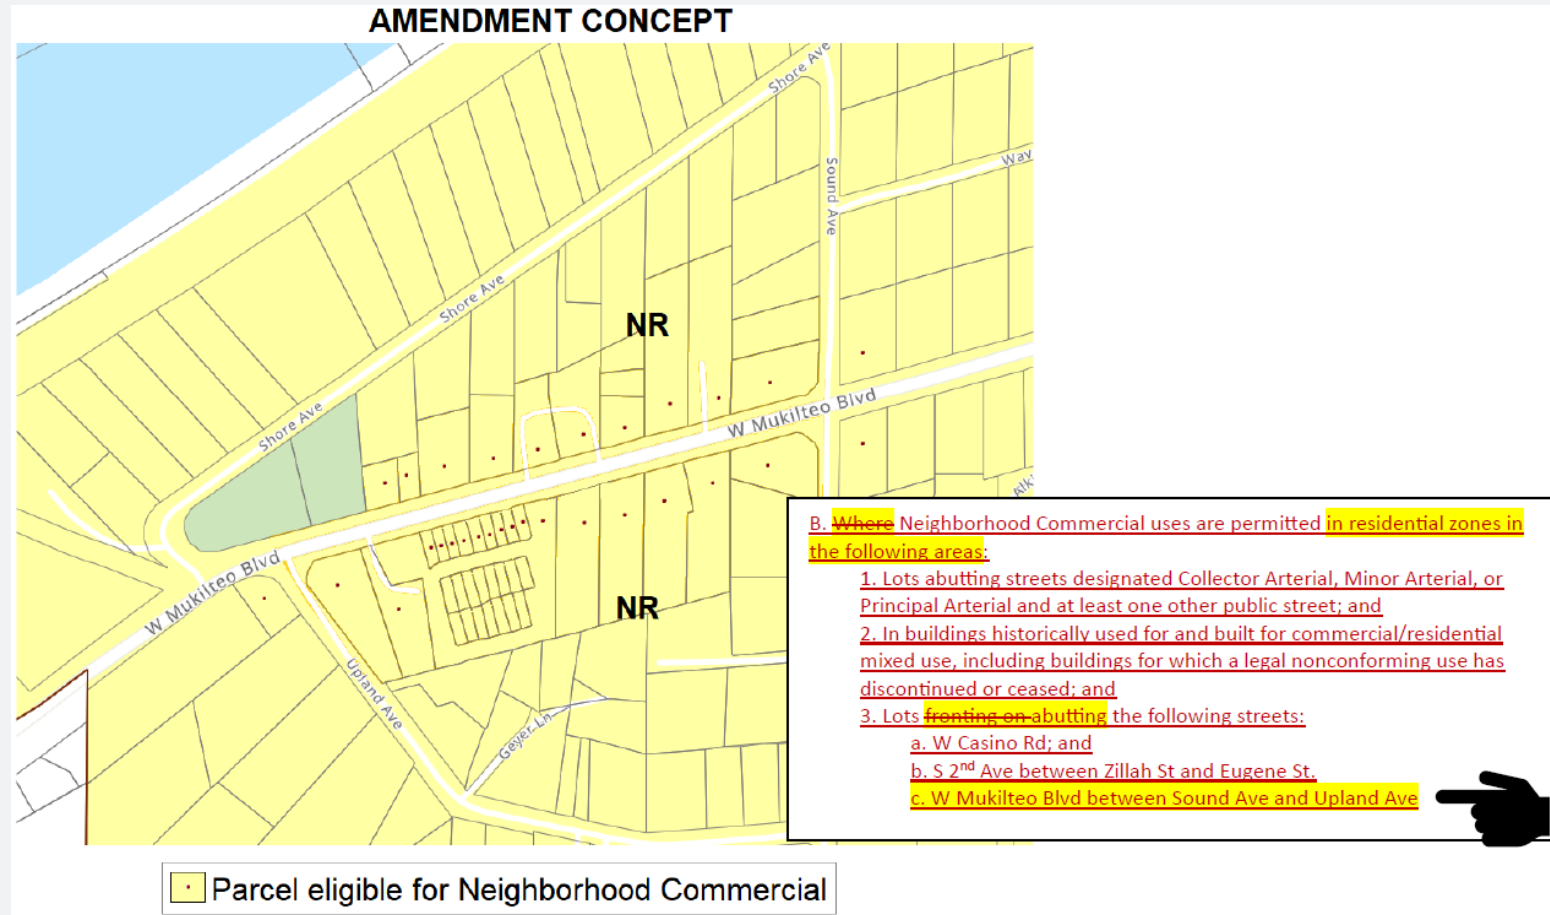 AMENDMENT CONCEPT
Shore Ave
Sound Ave
Way
Shore Ave
NR
Shore Ave
W Mukilteo Blvd
W Mukilteo Blvd
NR
Upland Ave
Geyer Ln
B. Where Neighborhood Commercial uses are permitted in residential zones in
the following areas:
1. Lots abutting streets designated Collector Arterial, Minor Arterial, or
Principal Arterial and at least one other public street; and
2. In buildings historically used for and built for commercial/residential
mixed use, including buildings for which a legal nonconforming use has
discontinued or ceased; and
3. Lots fronting on abutting the following streets:
a. W Casino Rd; and
b. S 2nd Ave between Zillah St and Eugene St.
c. W Mukilteo Blvd between Sound Ave and Upland Ave
Parcel eligible for Neighborhood Commercial